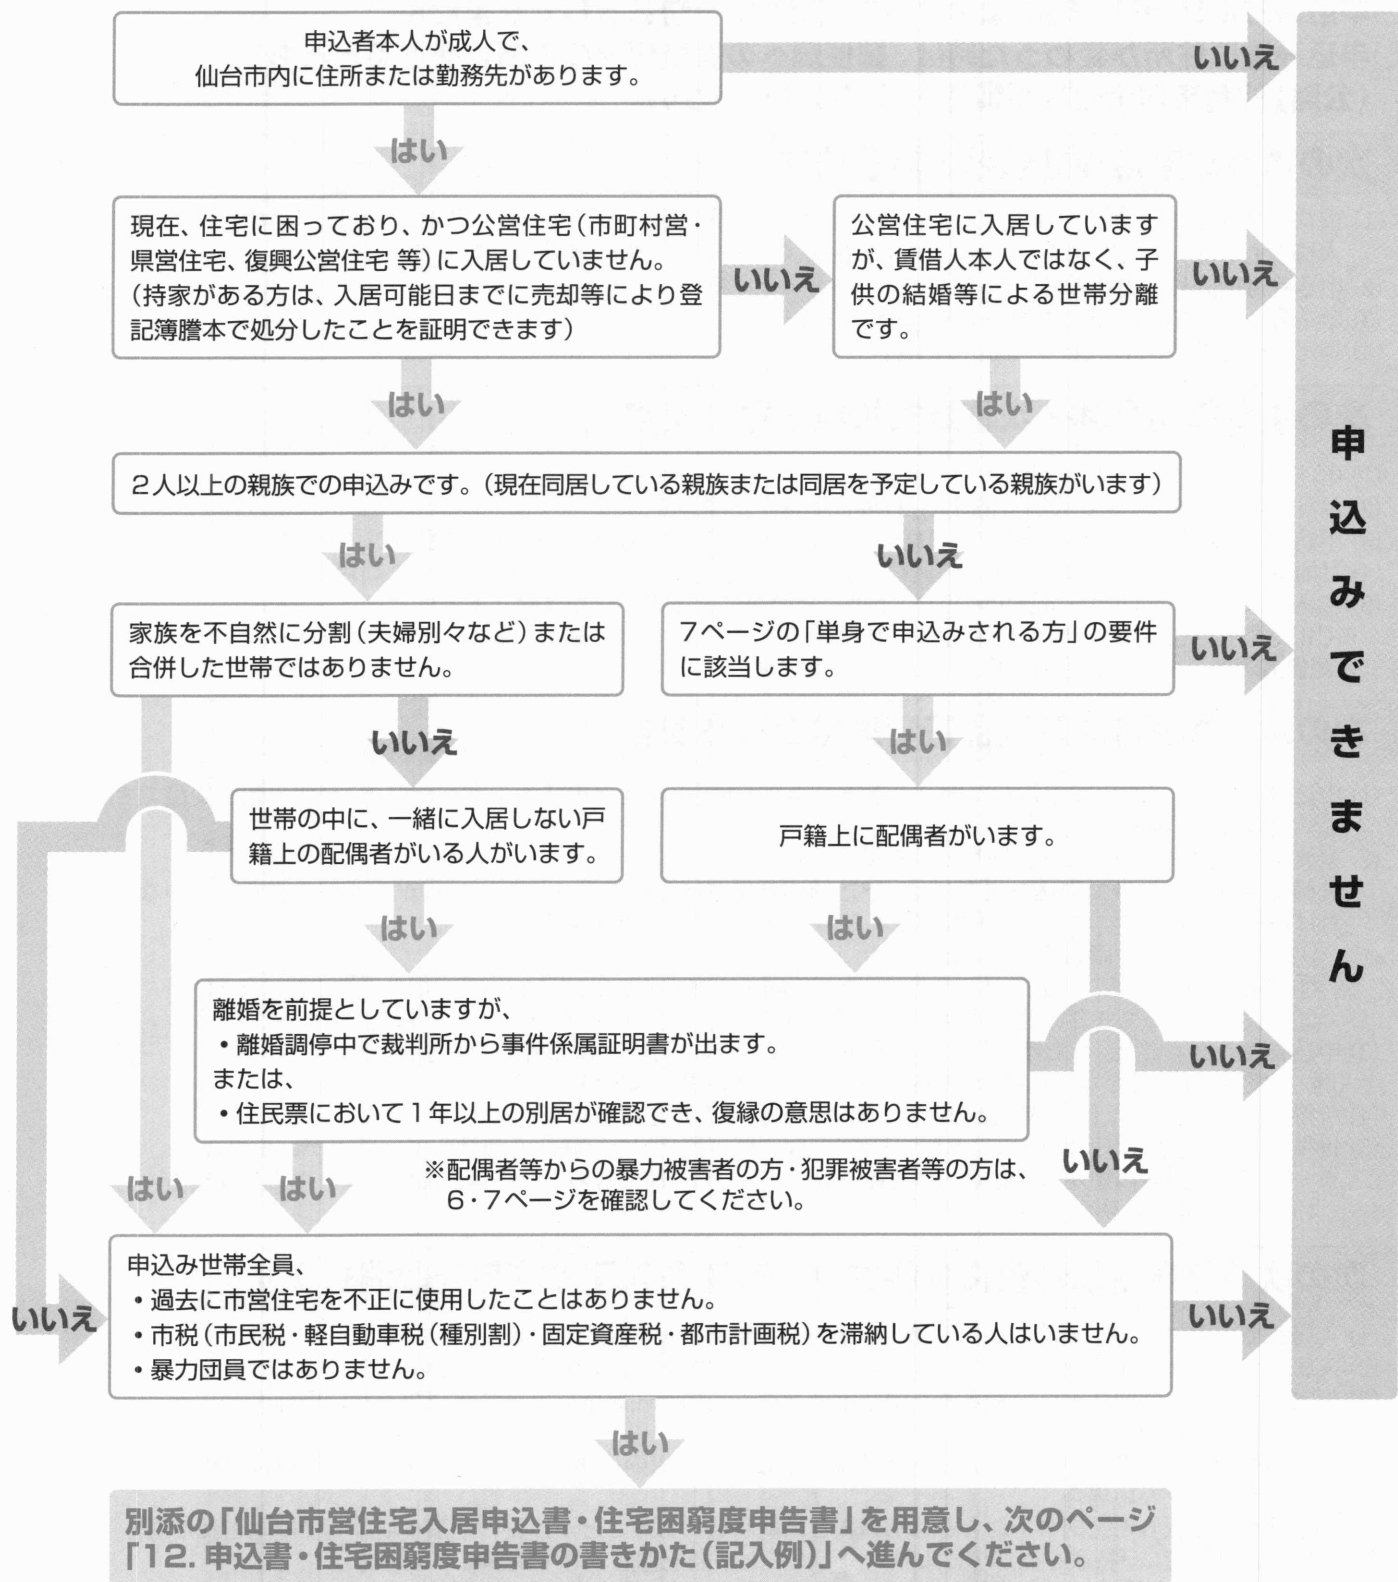 申込者本人が成人で、
仙台市内に住所または勤務先があります。
いいえ
はい
現在、住宅に困っており、かつ公営住宅（市町村営・
県営住宅、復興公営住宅 等）に入居していません。
（持家がある方は、入居可能日までに売却等により登
記簿謄本で処分したことを証明できます）
いいえ
公営住宅に入居しています
が、賃借人本人ではなく、子
供の結婚等による世帯分離
です。
いいえ
はい
はい
2人以上の親族での申込みです。（現在同居している親族または同居を予定している親族がいます）
はい
いいえ
家族を不自然に分割（夫婦別々など）または
合併した世帯ではありません。
7ページの「単身で申込みされる方」の要件
に該当します。
いいえ
いいえ
はい
世帯の中に、一緒に入居しない戸
籍上の配偶者がいる人がいます。
戸籍上に配偶者がいます。
はい
はい
離婚を前提としていますが、
・離婚調停中で裁判所から事件係属証明書が出ます。
または、
・住民票において1年以上の別居が確認でき、復縁の意思はありません。
いいえ
はい
はい
※配偶者等からの暴力被害者の方・犯罪被害者等の方は、
6・7ページを確認してください。
いいえ
いいえ
申込み世帯全員、
・過去に市営住宅を不正に使用したことはありません。
・市税（市民税・軽自動車税（種別割）・固定資産税・都市計画税）を滞納している人はいません。
・暴力団員ではありません。
いいえ
はい
別添の「仙台市営住宅入居申込書・住宅困窮度申告書」を用意し、次のページ
「12. 申込書・住宅困窮度申告書の書きかた（記入例）」へ進んでください。
申込みできません